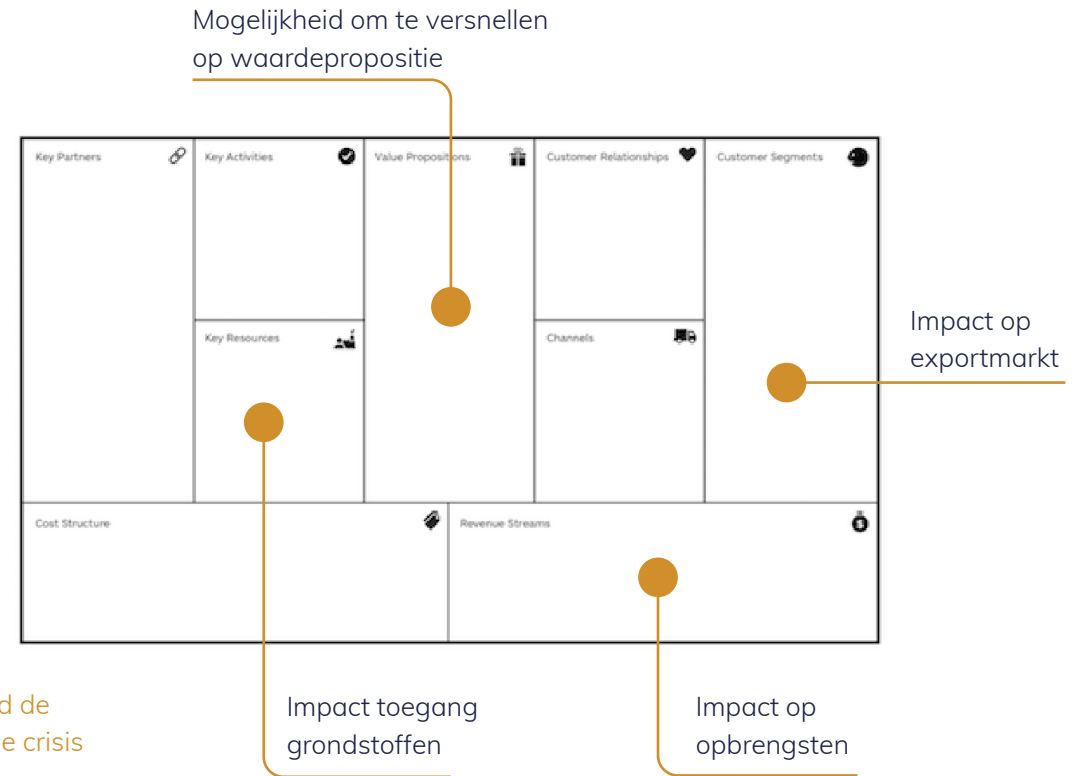 Mogelijkheid om te versnellen
op waardepropositie
Key Partners
Key Activities
Value Propositions
Customer Relationships
Customer Segments
Key Resources
Channels
Impact op
exportmarkt
Cost Structure
Revenue Streams
d de
e crisis
Impact toegang
grondstoffen
Impact op
opbrengsten